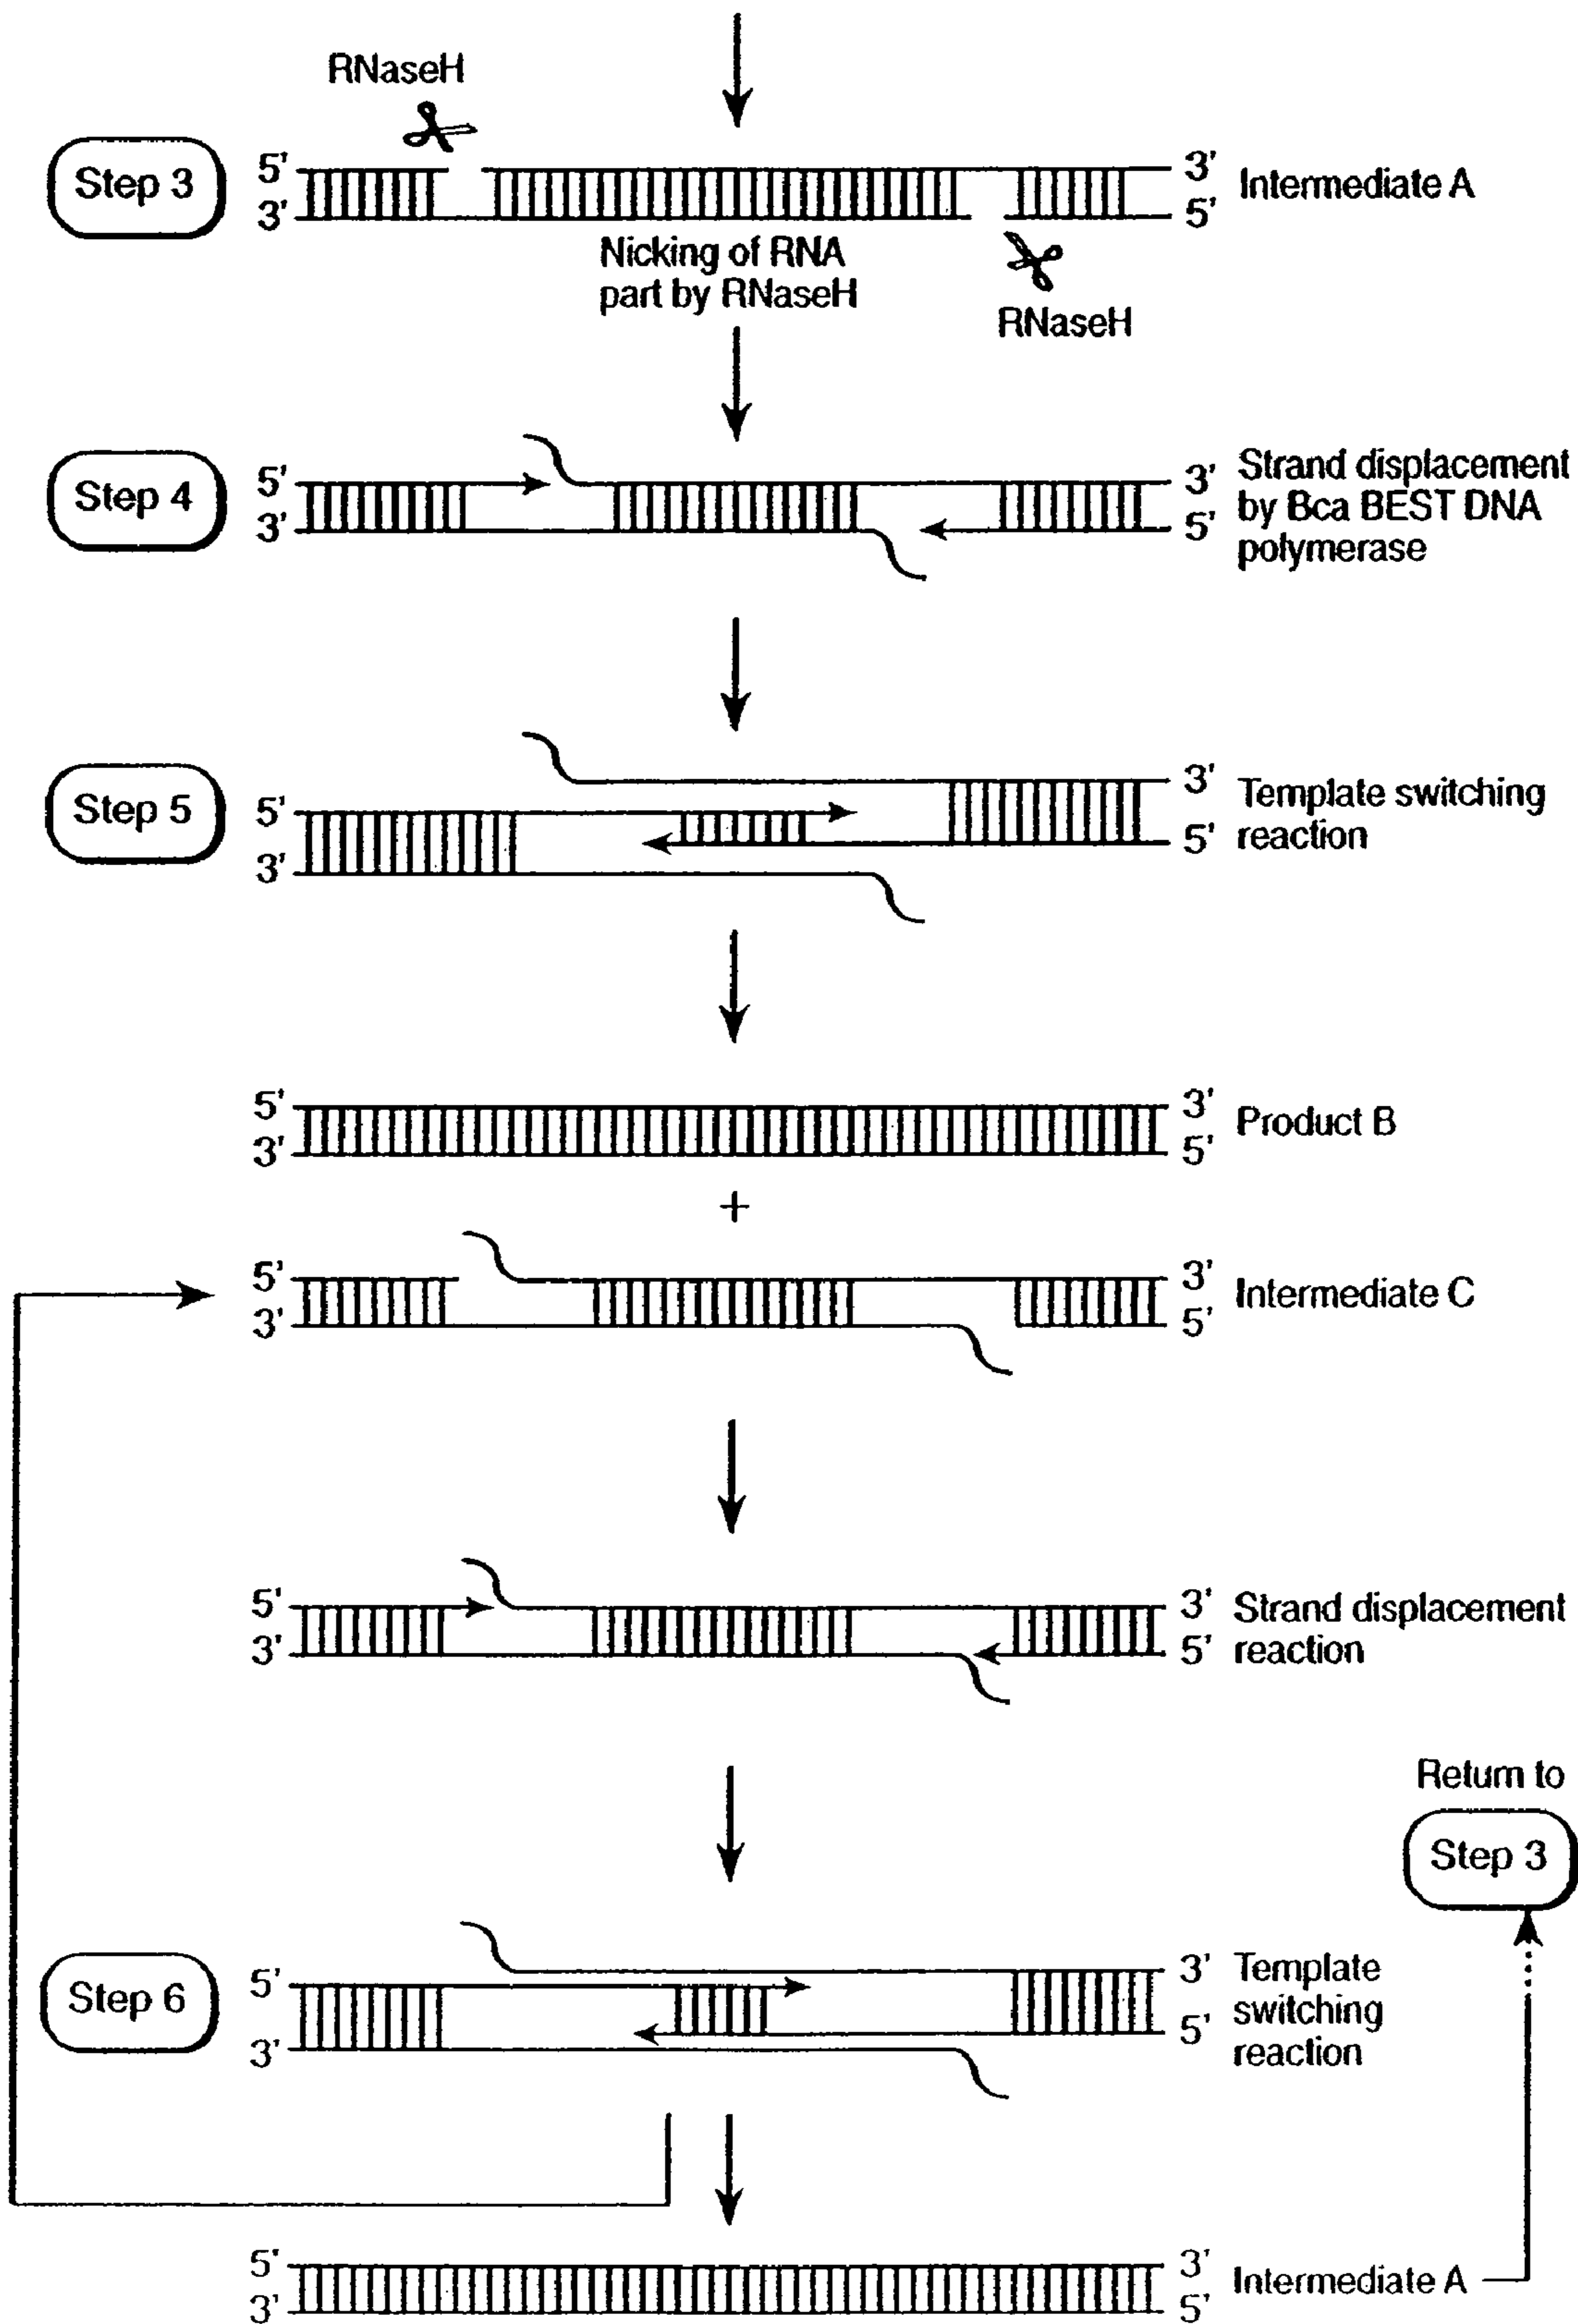 RNaseH
Step 3
5' 3'
3' 5'
Intermediate A
Nicking of RNA
part by RNaseH
RNaseH
Step 4
5' 3'
3' 5'
Strand displacement
by Bca BEST DNA
polymerase
Step 5
5' 3'
3' 5'
Template switching
reaction
5' 3'
3' 5'
Product B
+
5' 3'
3' 5'
Intermediate C
5' 3'
3' 5'
Strand displacement
reaction
Return to
Step 3
Step 6
5' 3'
3' 5'
Template
switching
reaction
5' 3'
3' 5'
Intermediate A